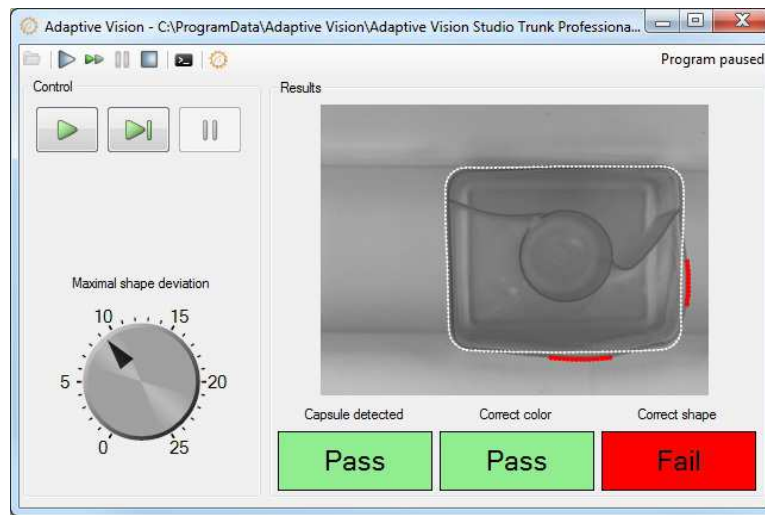 Adaptive Vision - C:\ProgramData\Adaptive Vision\Adaptive Vision Studio Trunk Professiona...
Program paused
Control
Results
Maximal shape deviation
10
15
5
20
0
25
Capsule detected
Correct color
Correct shape
Pass
Pass
Fail